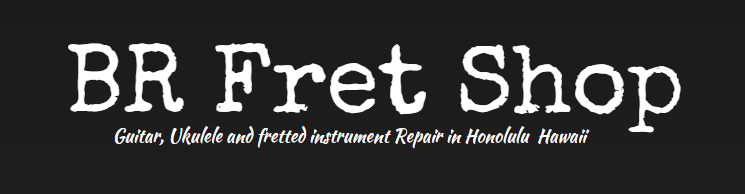 BR Fret Shop
Guitar, Ukulele and fretted instrument Repair in Honolulu Hawaii